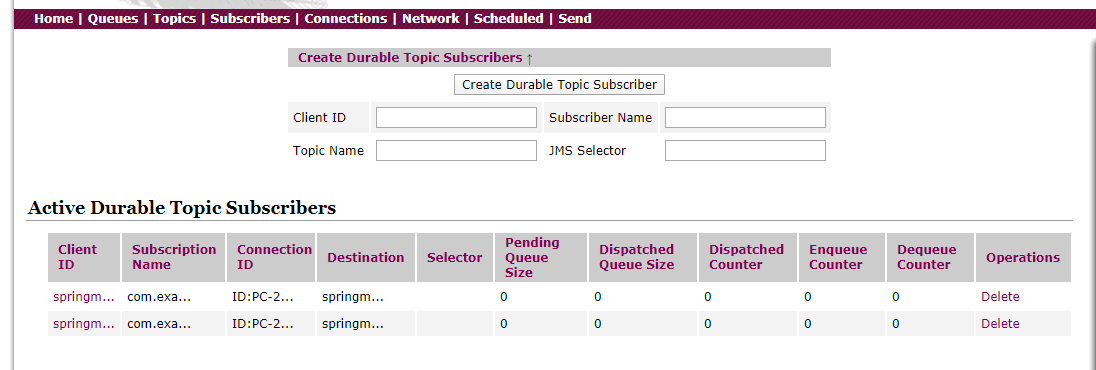 Home | Queues | Topics | Subscribers | Connections | Network | Scheduled | Send
Create Durable Topic Subscribers ↑
Create Durable Topic Subscriber
Client ID Subscriber Name
Topic Name JMS Selector
Active Durable Topic Subscribers
Client ID Subscription Name Connection ID Destination Selector Pending Queue Size Dispatched Queue Size Dispatched Counter Enqueue Counter Dequeue Counter Operations
springm... com.exa... ID:PC-2... springm... 0 0 0 0 0 Delete
springm... com.exa... ID:PC-2... springm... 0 0 0 0 0 Delete